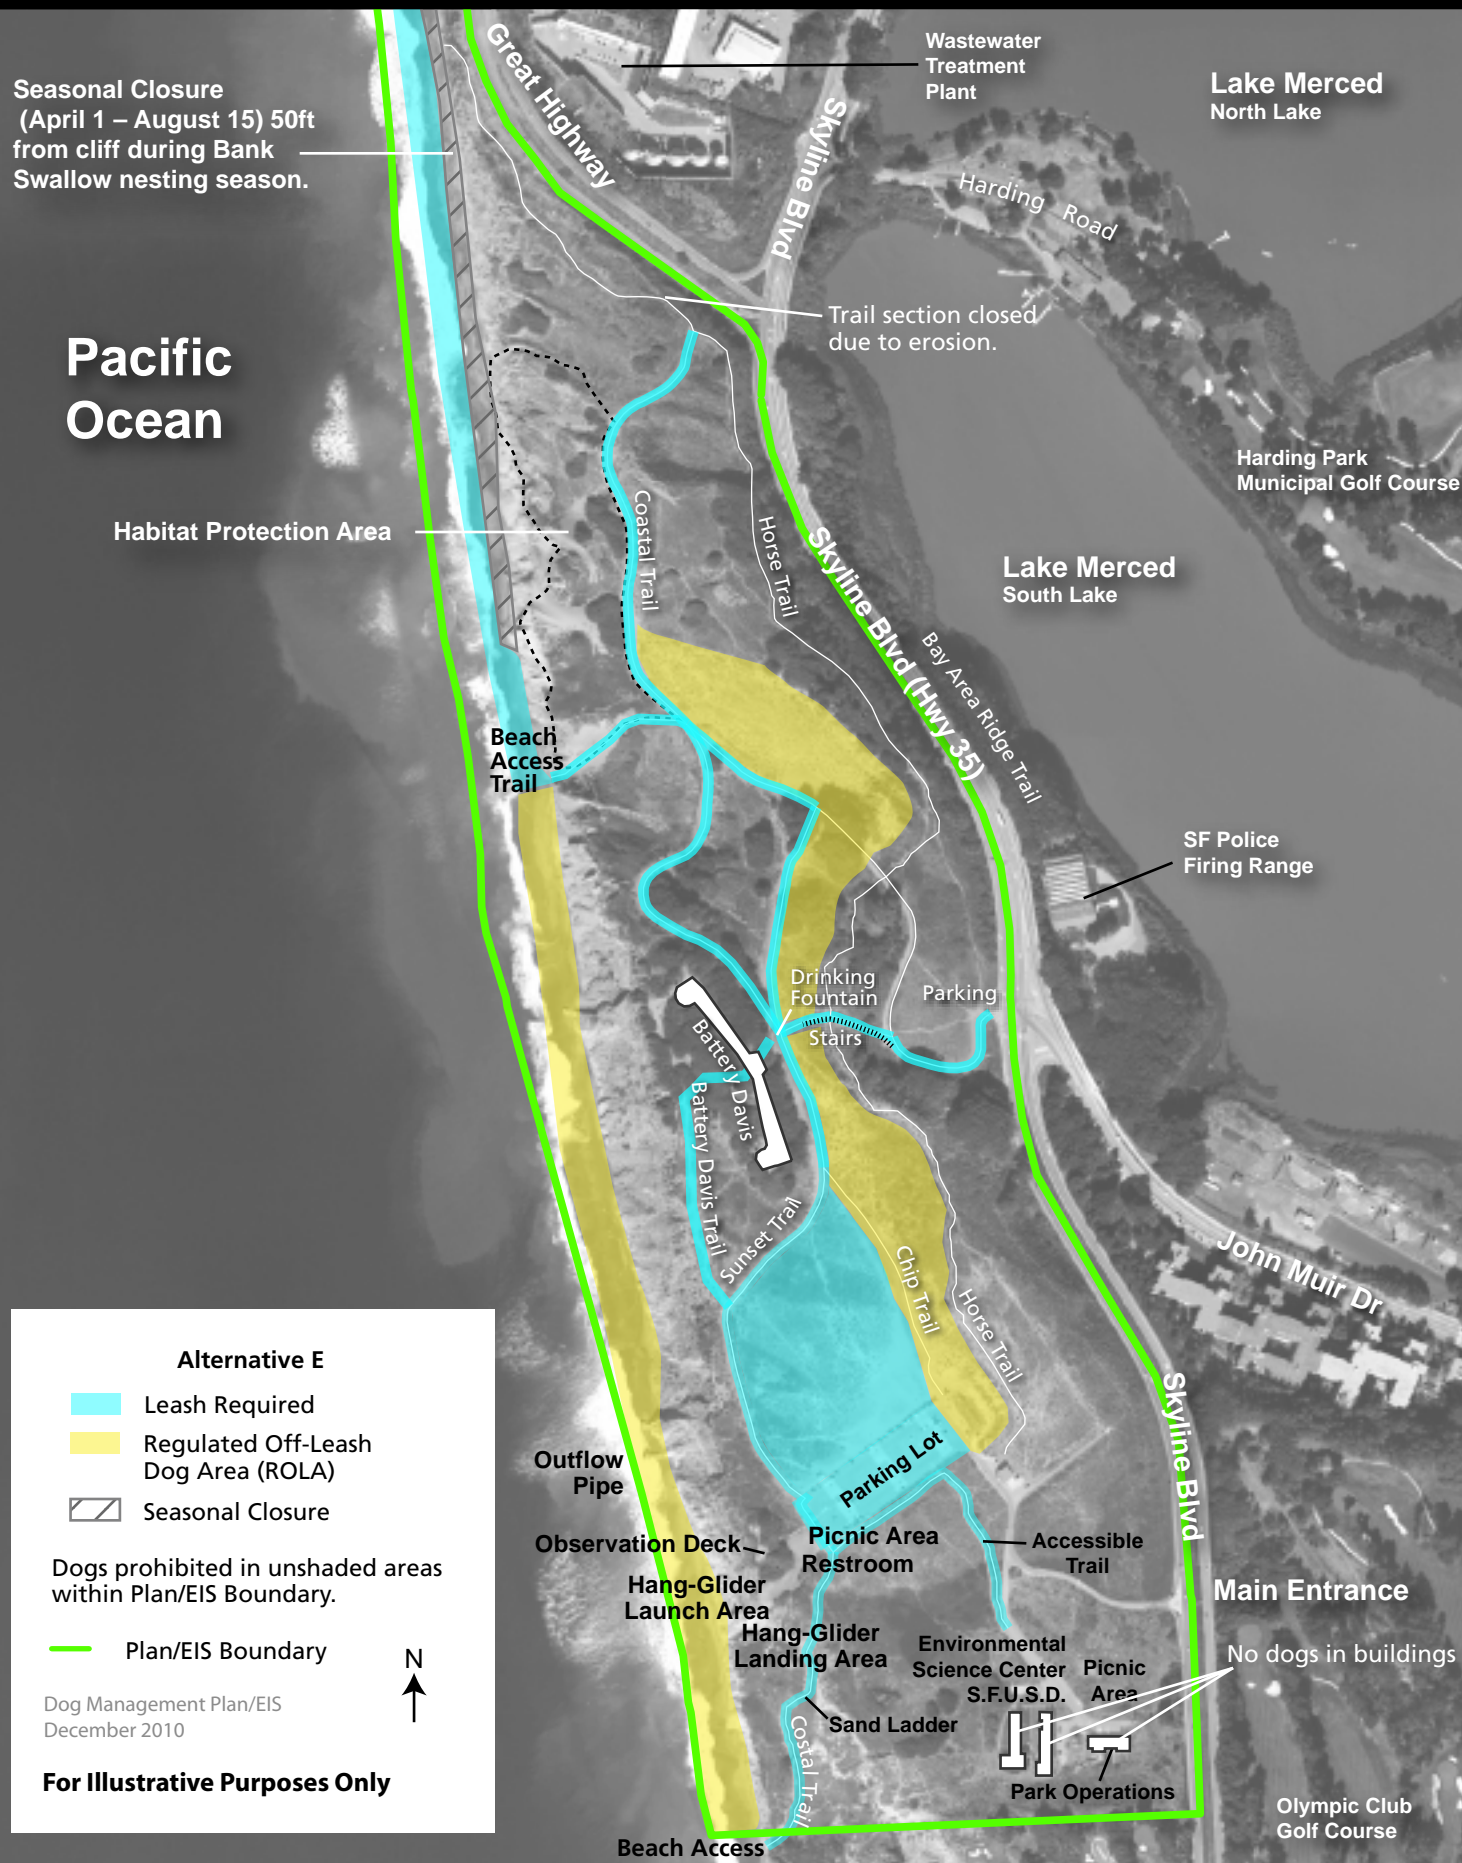 Great Highway
Wastewater
Treatment
Plant
Lake Merced
North Lake
Seasonal Closure
(April 1 – August 15) 50ft
from cliff during Bank
Swallow nesting season.
Skyline Blvd
Harding Road
Trail section closed
due to erosion.
Pacific
Ocean
Harding Park
Municipal Golf Course
Habitat Protection Area
Coastal Trail
Horse Trail
Lake Merced
South Lake
Skyline Blvd (Hwy 35)
Bay Area Ridge Trail
Beach
Access
Trail
SF Police
Firing Range
Drinking
Fountain
Parking
Stairs
Battery Davis
Battery Davis Trail
Sunset Trail
Chip Trail
Horse Trail
John Muir Dr
Skyline Blvd
Parking Lot
Outflow
Pipe
Observation Deck
Picnic Area
Restroom
Accessible
Trail
Hang-Glider
Launch Area
Hang-Glider
Landing Area
Main Entrance
Environmental
Science Center
S.F.U.S.D.
Picnic
Area
No dogs in buildings
Sand Ladder
Costal Trail
Park Operations
Olympic Club
Golf Course
Beach Access
Alternative E
Leash Required
Regulated Off-Leash
Dog Area (ROLA)
Seasonal Closure
Dogs prohibited in unshaded areas
within Plan/EIS Boundary.
Plan/EIS Boundary
N
Dog Management Plan/EIS
December 2010
For Illustrative Purposes Only